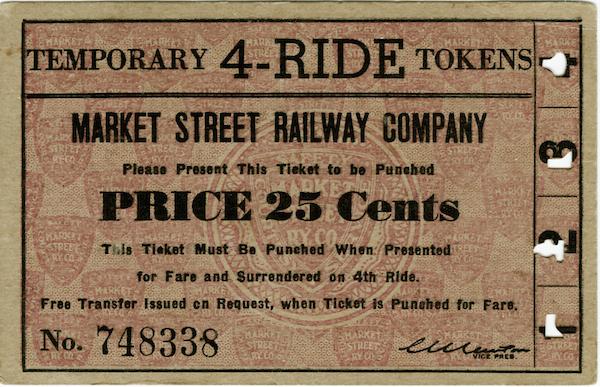 TEMPORARY 4-RIDE TOKENS
MARKET STREET RAILWAY COMPANY
Please Present This Ticket to be Punched
PRICE 25 Cents
This Ticket Must Be Punched When Presented
for Fare and Surrendered on 4th Ride.
Free Transfer Issued on Request, when Ticket is Punched for Fare.
No. 748338
VICE PRES.
1 2 3 4